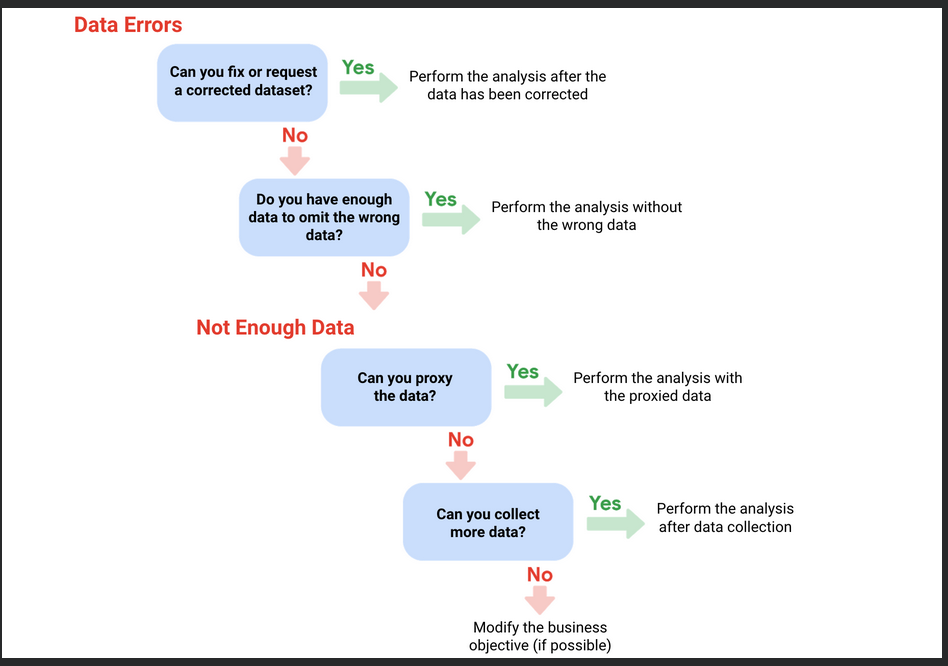 Data Errors
Can you fix or request
a corrected dataset?
Yes
Perform the analysis after the
data has been corrected
No
Do you have enough
data to omit the wrong
data?
Yes
Perform the analysis without
the wrong data
No
Not Enough Data
Can you proxy
the data?
Yes
Perform the analysis with
the proxied data
No
Can you collect
more data?
Yes
Perform the analysis
after data collection
No
Modify the business
objective (if possible)